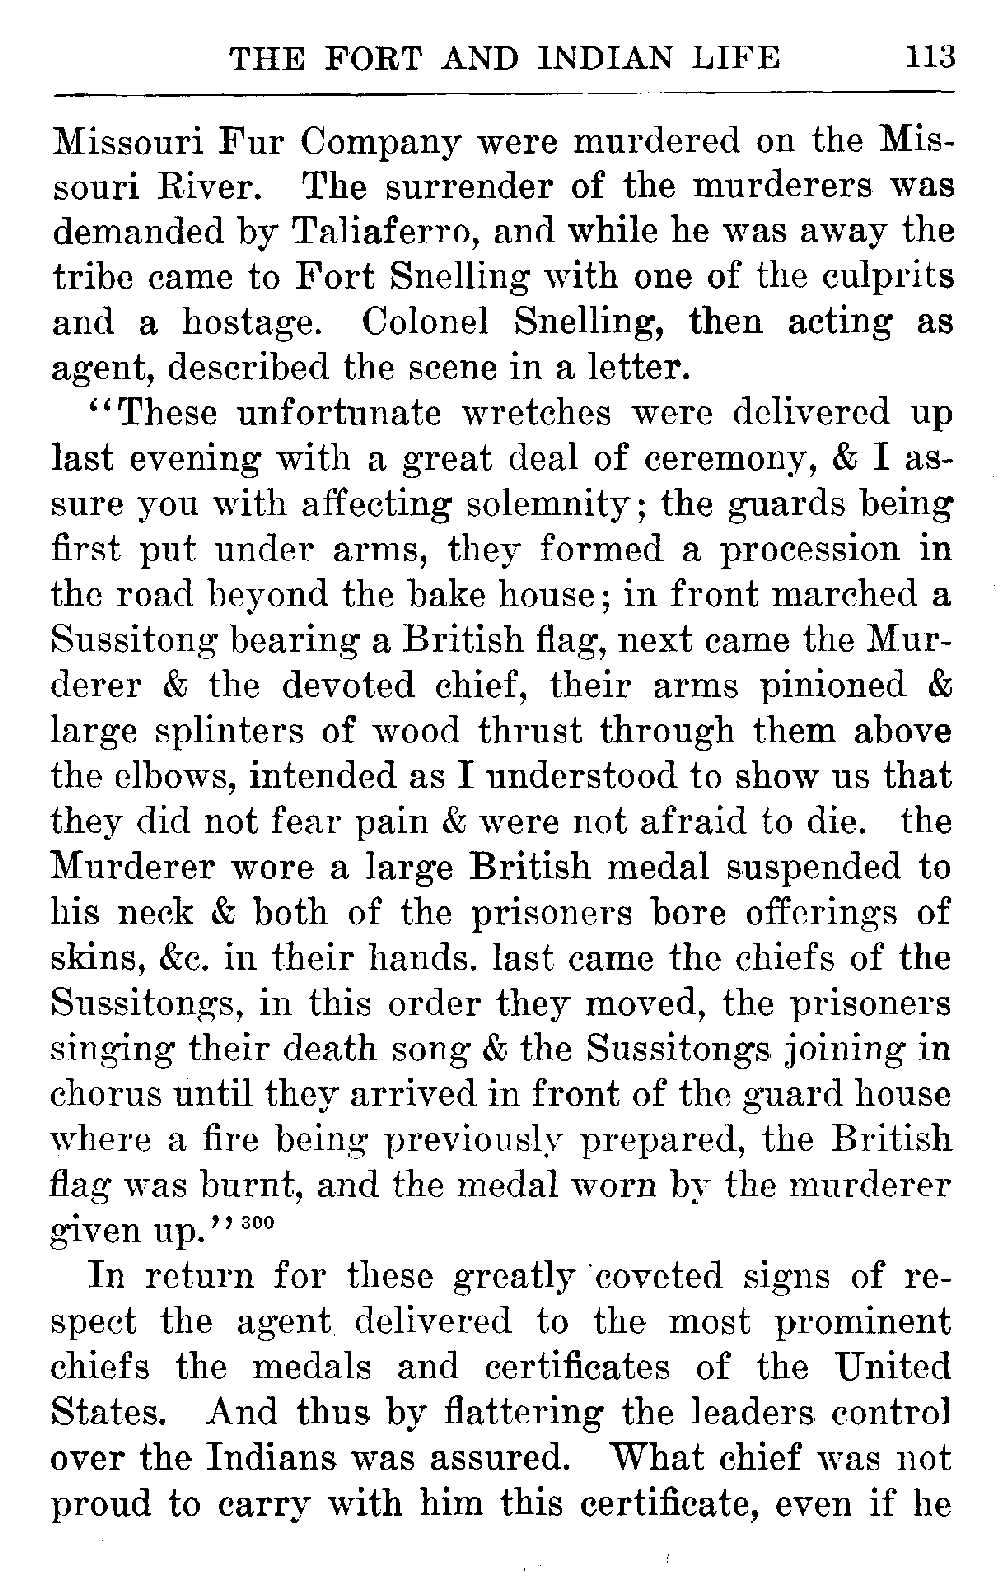 THE FORT AND INDIAN LIFE 113
Missouri Fur Company were murdered on the Mis-
souri River. The surrender of the murderers was
demanded by Taliaferro, and while he was away the
tribe came to Fort Snelling with one of the culprits
and a hostage. Colonel Snelling, then acting as
agent, described the scene in a letter.
“These unfortunate wretches were delivered up
last evening with a great deal of ceremony, & I as-
sure you with affecting solemnity; the guards being
first put under arms, they formed a procession in
the road beyond the bake house; in front marched a
Sussitong bearing a British flag, next came the Mur-
derer & the devoted chief, their arms pinioned &
large splinters of wood thrust through them above
the elbows, intended as I understood to show us that
they did not fear pain & were not afraid to die. the
Murderer wore a large British medal suspended to
his neck & both of the prisoners bore offerings of
skins, &c. in their hands. last came the chiefs of the
Sussitongs, in this order they moved, the prisoners
singing their death song & the Sussitongs joining in
chorus until they arrived in front of the guard house
where a fire being previously prepared, the British
flag was burnt, and the medal worn by the murderer
given up.” 300
In return for these greatly coveted signs of re-
spect the agent delivered to the most prominent
chiefs the medals and certificates of the United
States. And thus by flattering the leaders control
over the Indians was assured. What chief was not
proud to carry with him this certificate, even if he